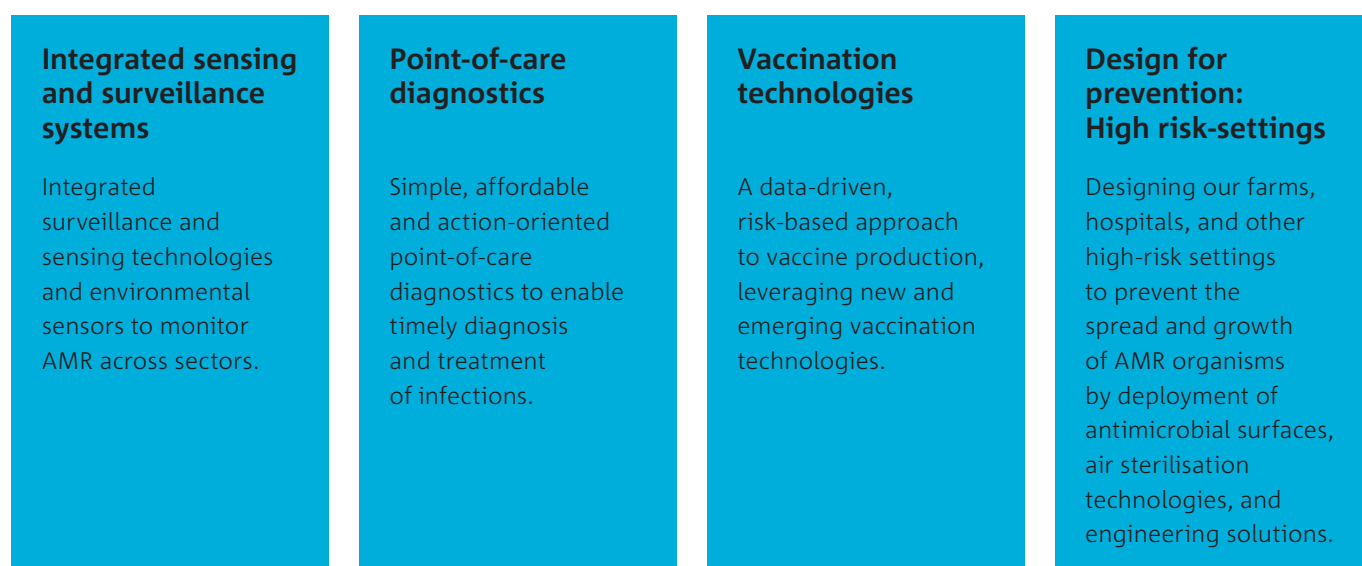 Integrated sensing
and surveillance
systems
Integrated
surveillance and
sensing technologies
and environmental
sensors to monitor
AMR across sectors.
Point-of-care
diagnostics
Simple, affordable
and action-oriented
point-of-care
diagnostics to enable
timely diagnosis
and treatment
of infections.
Vaccination
technologies
A data-driven,
risk-based approach
to vaccine production,
leveraging new and
emerging vaccination
technologies.
Design for
prevention:
High risk-settings
Designing our farms,
hospitals, and other
high-risk settings
to prevent the
spread and growth
of AMR organisms
by deployment of
antimicrobial surfaces,
air sterilisation
technologies, and
engineering solutions.